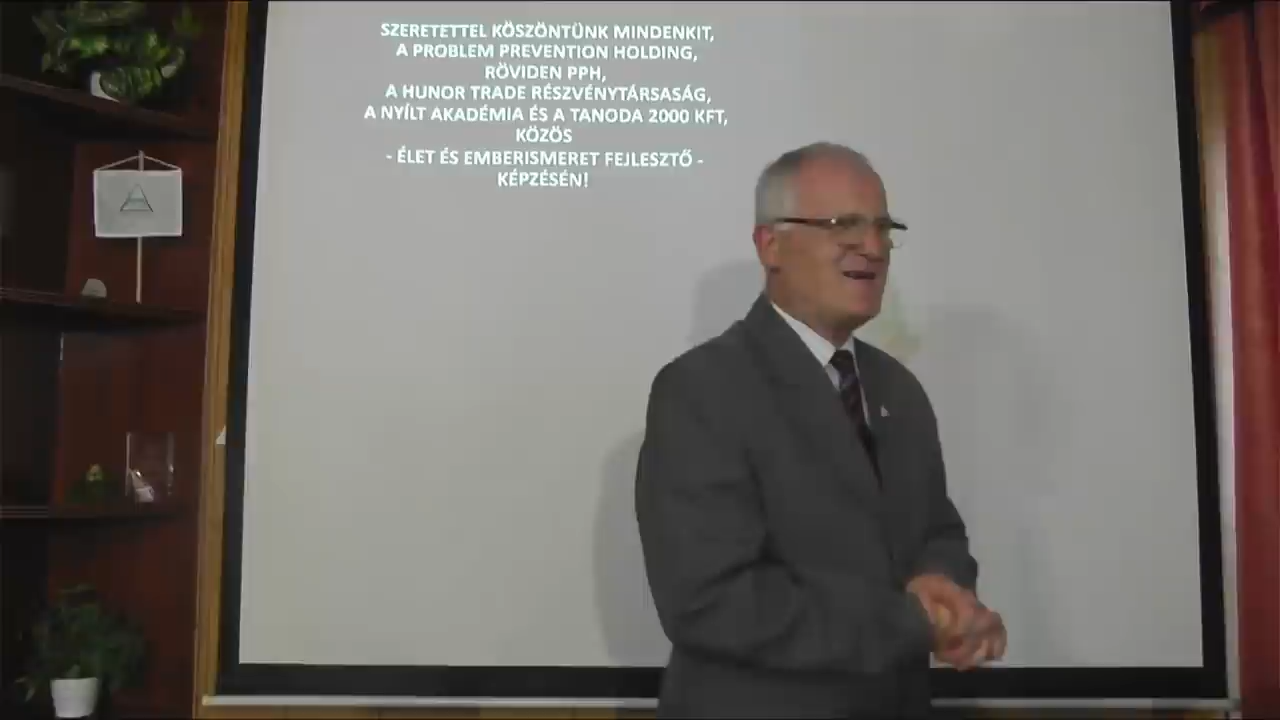 SZERETETTEL KÖSZÖNTÜNK MINDENKIT,
A PROBLEM PREVENTION HOLDING,
RÖVIDEN PPH,
A HUNOR TRADE RÉSZVÉNYTÁRSASÁG,
A NYÍLT AKADÉMIA ÉS A TANODA 2000 KFT,
KÖZÖS
- ÉLET ÉS EMBERISMERET FEJLESZTŐ -
KÉPZÉSÉN!